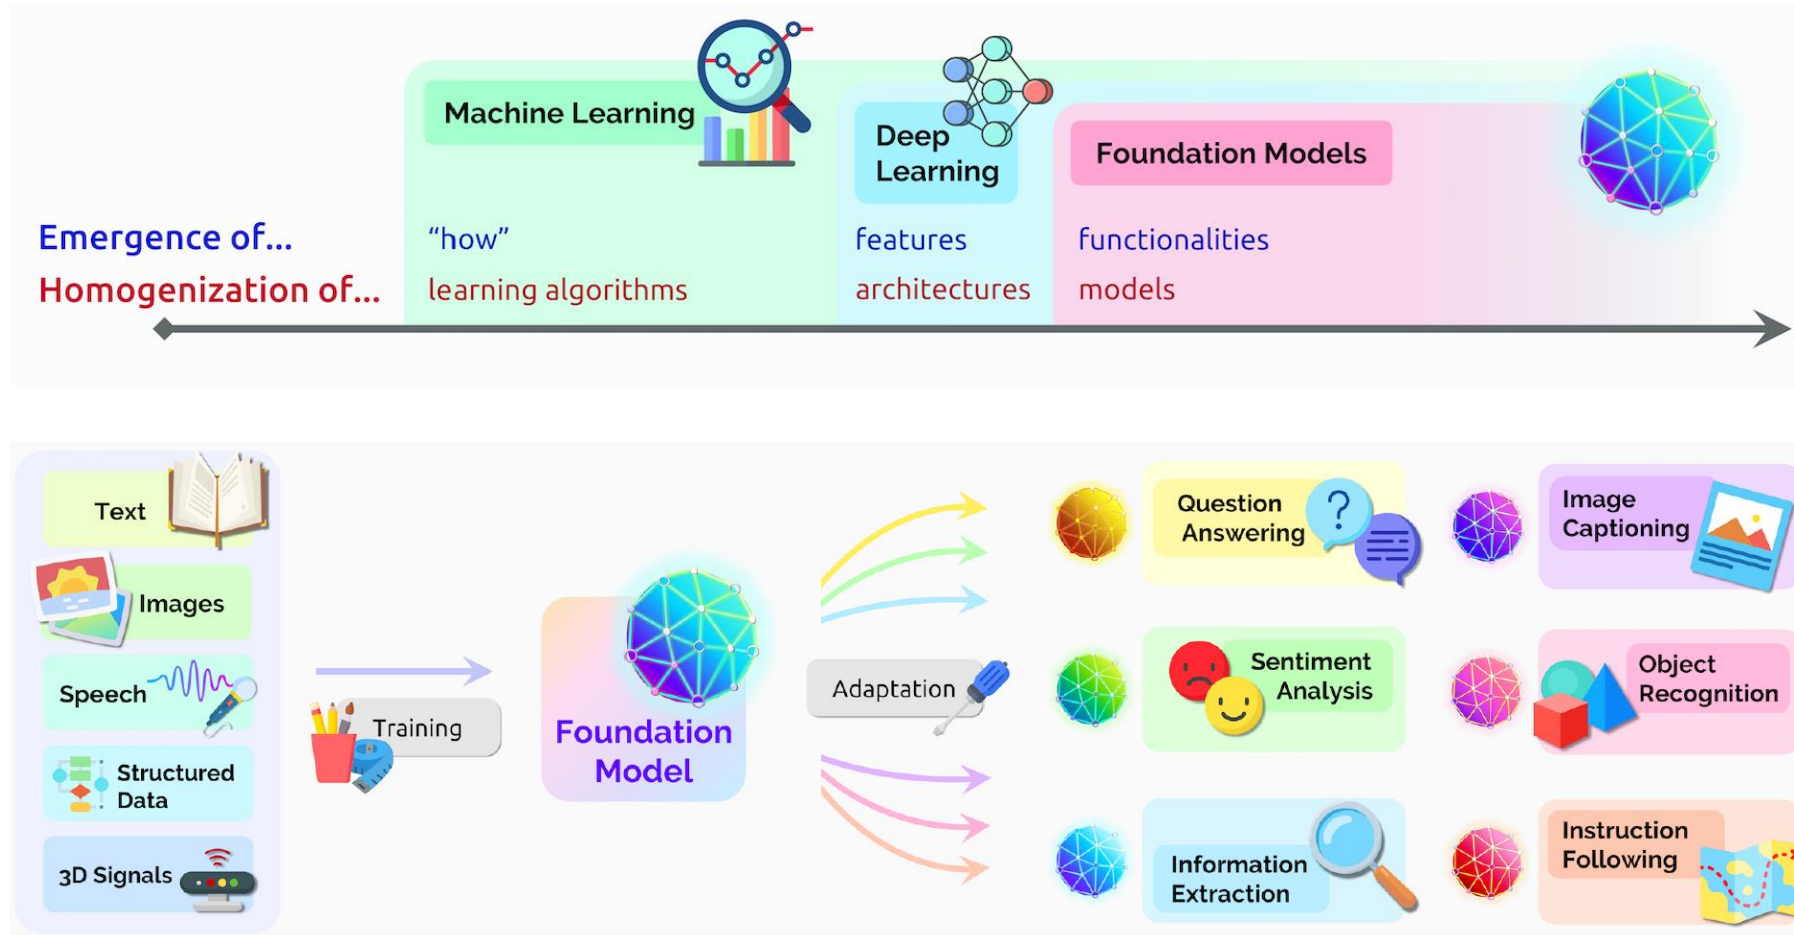 Machine Learning
Deep
Learning
Foundation Models
Emergence of...
“how”
features
functionalities
Homogenization of...
learning algorithms
architectures
models
Text
Images
Speech
Structured
Data
3D Signals
Training
Foundation
Model
Adaptation
Question
Answering
Image
Captioning
Sentiment
Analysis
Object
Recognition
Information
Extraction
Instruction
Following